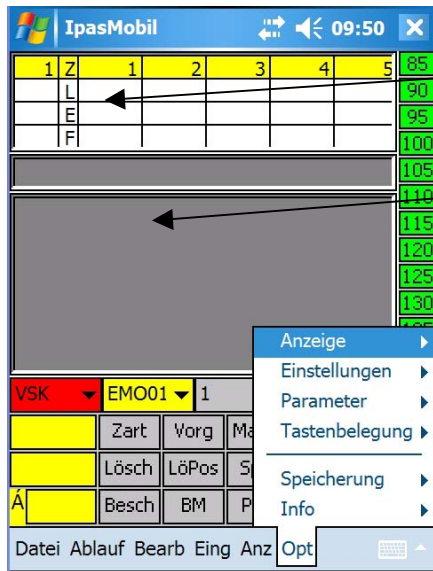 IpasMobil 09:50
1 Z 1 2 3 4 5 85
L 90
E 95
F 100
105
110
115
120
125
130
Anzeige
Einstellungen
VSK EMO01 1
Parameter
Zart Vorg
Tastenbelegung
Lösch LöPos
Speicherung
Á Besch BM P
Info
Datei Ablauf Bearb Eing Anz Opt